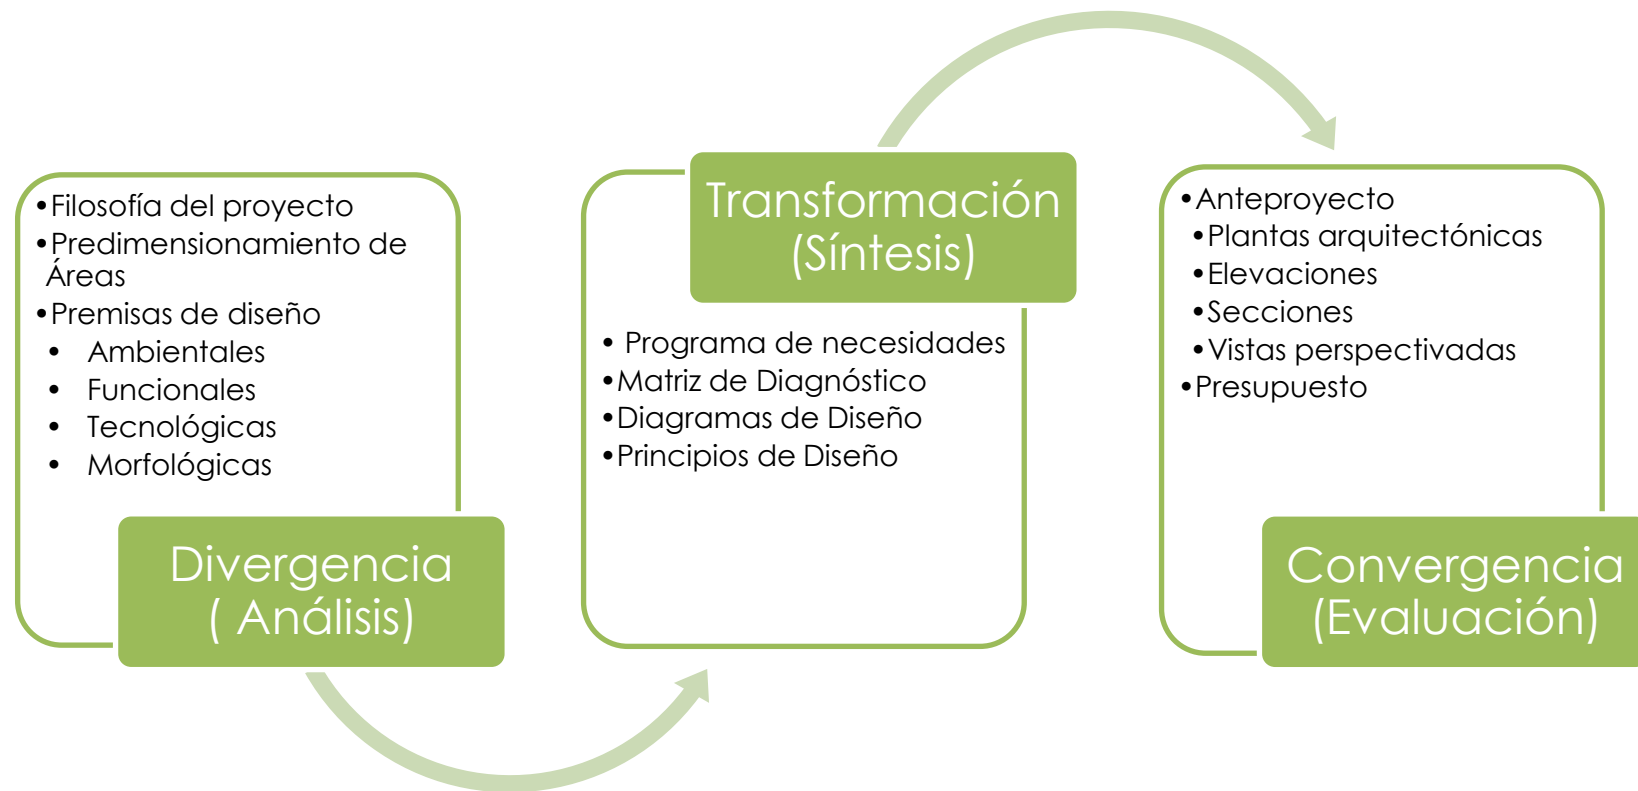 •Filosofía del proyecto
•Predimensionamiento de
Áreas
•Premisas de diseño
• Ambientales
• Funcionales
• Tecnológicas
• Morfológicas
Divergencia
( Análisis)
Transformación
(Síntesis)
• Programa de necesidades
•Matriz de Diagnóstico
•Diagramas de Diseño
•Principios de Diseño
•Anteproyecto
•Plantas arquitectónicas
•Elevaciones
•Secciones
•Vistas perspectivadas
•Presupuesto
Convergencia
(Evaluación)